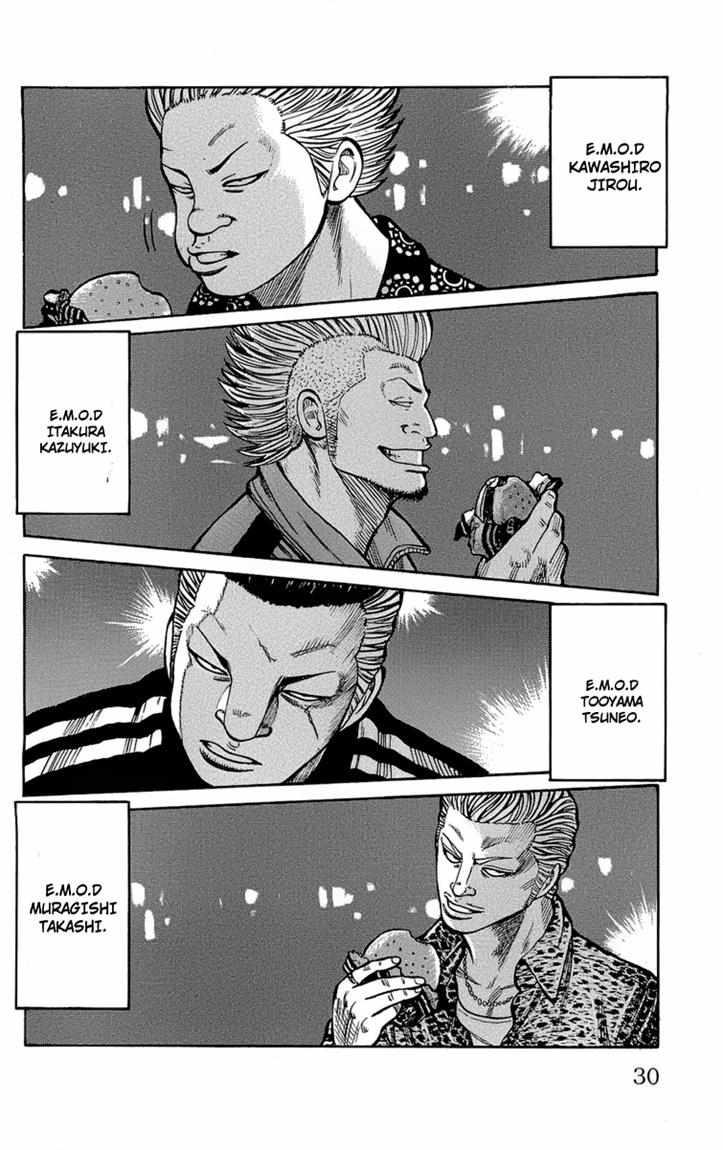 E.M.O.D
KAWASHIRO
JIROU.
E.M.O.D
ITAKURA
KAZUYUKI.
E.M.O.D
TOOYAMA
TSUNEO.
E.M.O.D
MURAGISHI
TAKASHI.
30